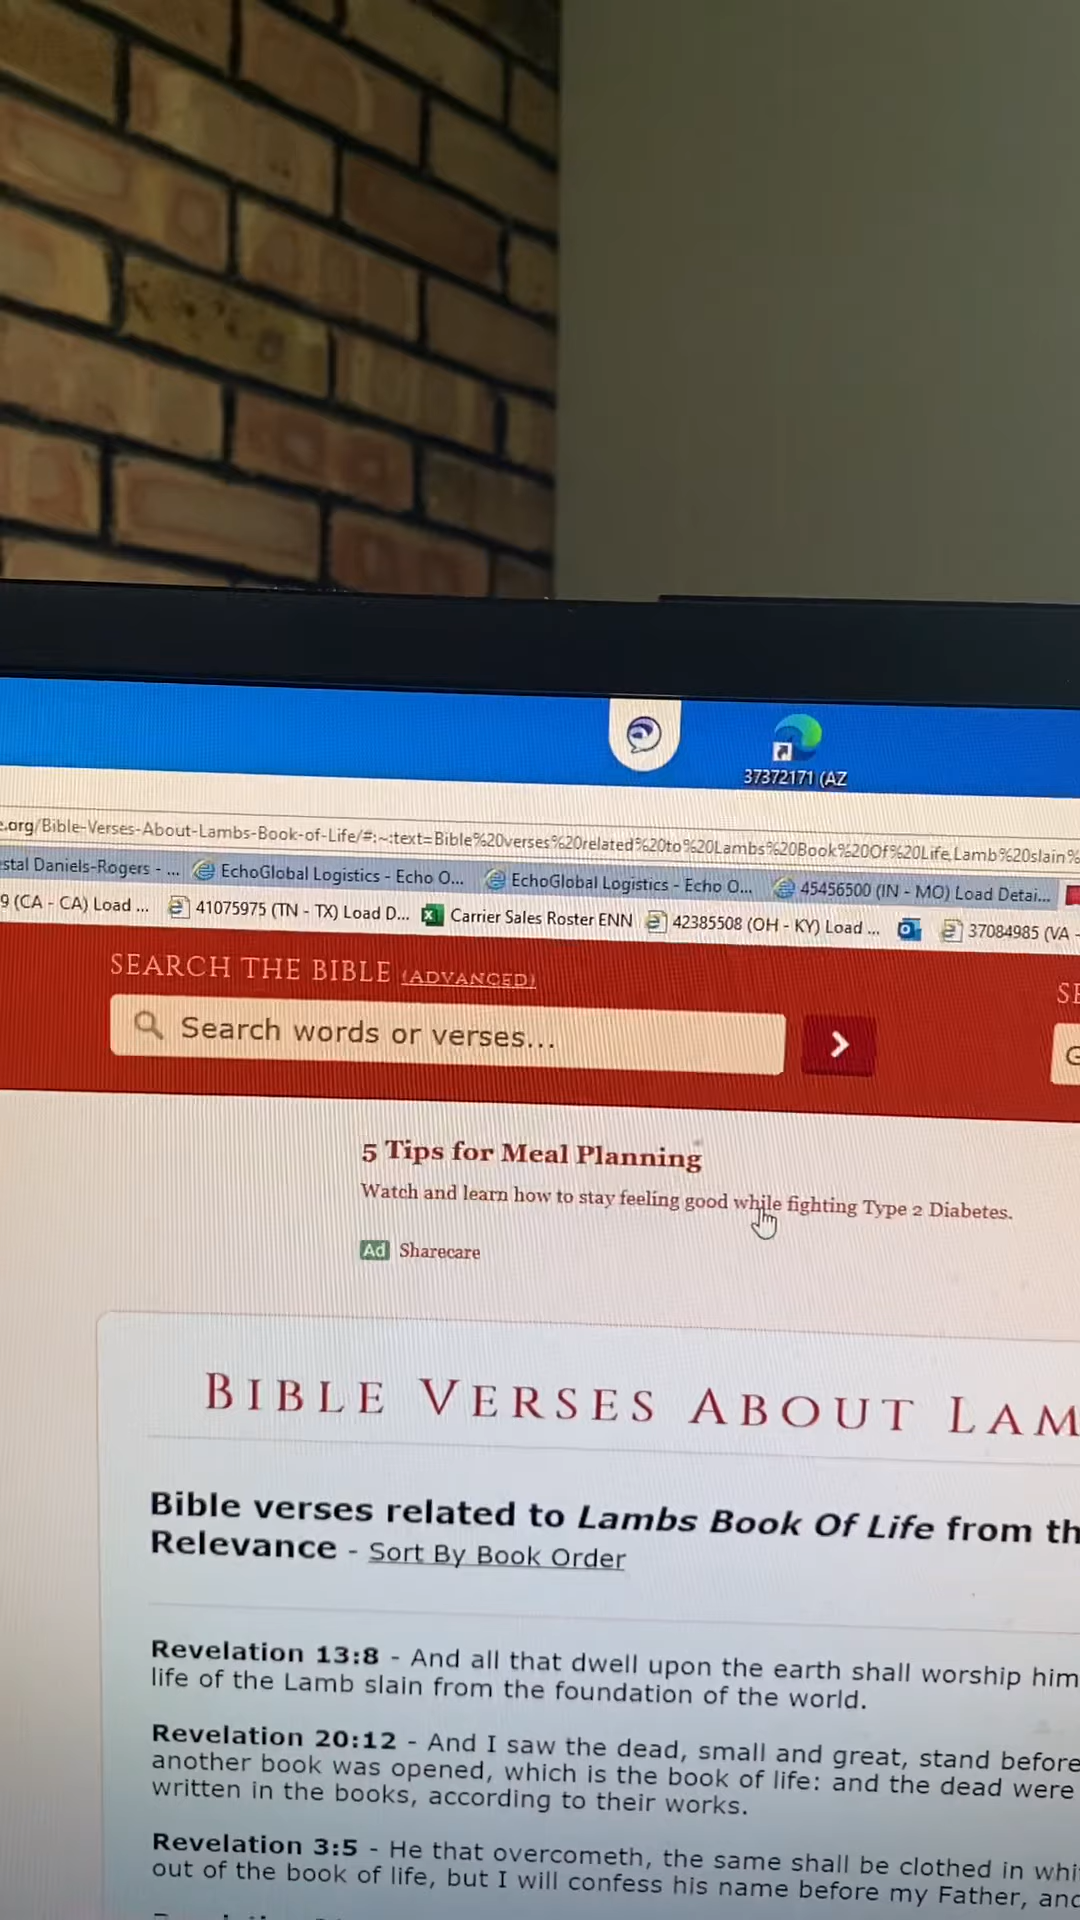 37372171 (AZ
e.org/Bible-Verses-About-Lambs-Book-of-Life/#:~:text=Bible%20verses%20related%20to%20Lambs%20Book%20Of%20Life,Lamb%20slain%
stal Daniels-Rogers - ... EchoGlobal Logistics - Echo O... EchoGlobal Logistics - Echo O... 45456500 (IN - MO) Load Detai...
9 (CA - CA) Load ... 41075975 (TN - TX) Load D... Carrier Sales Roster ENN 42385508 (OH - KY) Load ... 37084985 (VA -
SEARCH THE BIBLE (ADVANCED) SE
Search words or verses... G
5 Tips for Meal Planning
Watch and learn how to stay feeling good while fighting Type 2 Diabetes.
Ad Sharecare
BIBLE VERSES ABOUT LAM
Bible verses related to Lambs Book Of Life from th
Relevance - Sort By Book Order
Revelation 13:8 - And all that dwell upon the earth shall worship him
life of the Lamb slain from the foundation of the world.
Revelation 20:12 - And I saw the dead, small and great, stand before
another book was opened, which is the book of life: and the dead were
written in the books, according to their works.
Revelation 3:5 - He that overcometh, the same shall be clothed in whi
out of the book of life, but I will confess his name before my Father, and